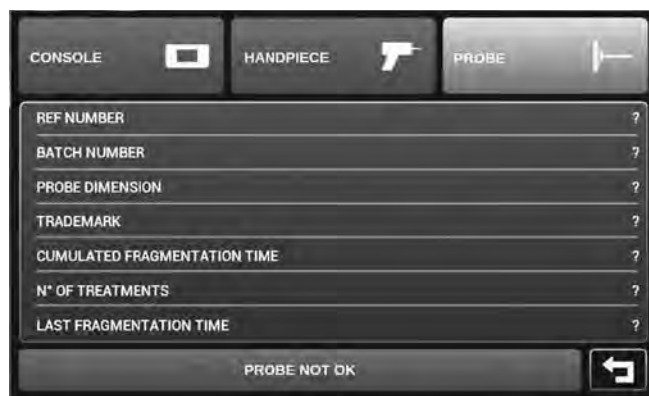 CONSOLE HANDPIECE PROBE
REF NUMBER ?
BATCH NUMBER ?
PROBE DIMENSION ?
TRADEMARK ?
CUMULATED FRAGMENTATION TIME ?
N° OF TREATMENTS ?
LAST FRAGMENTATION TIME ?
PROBE NOT OK